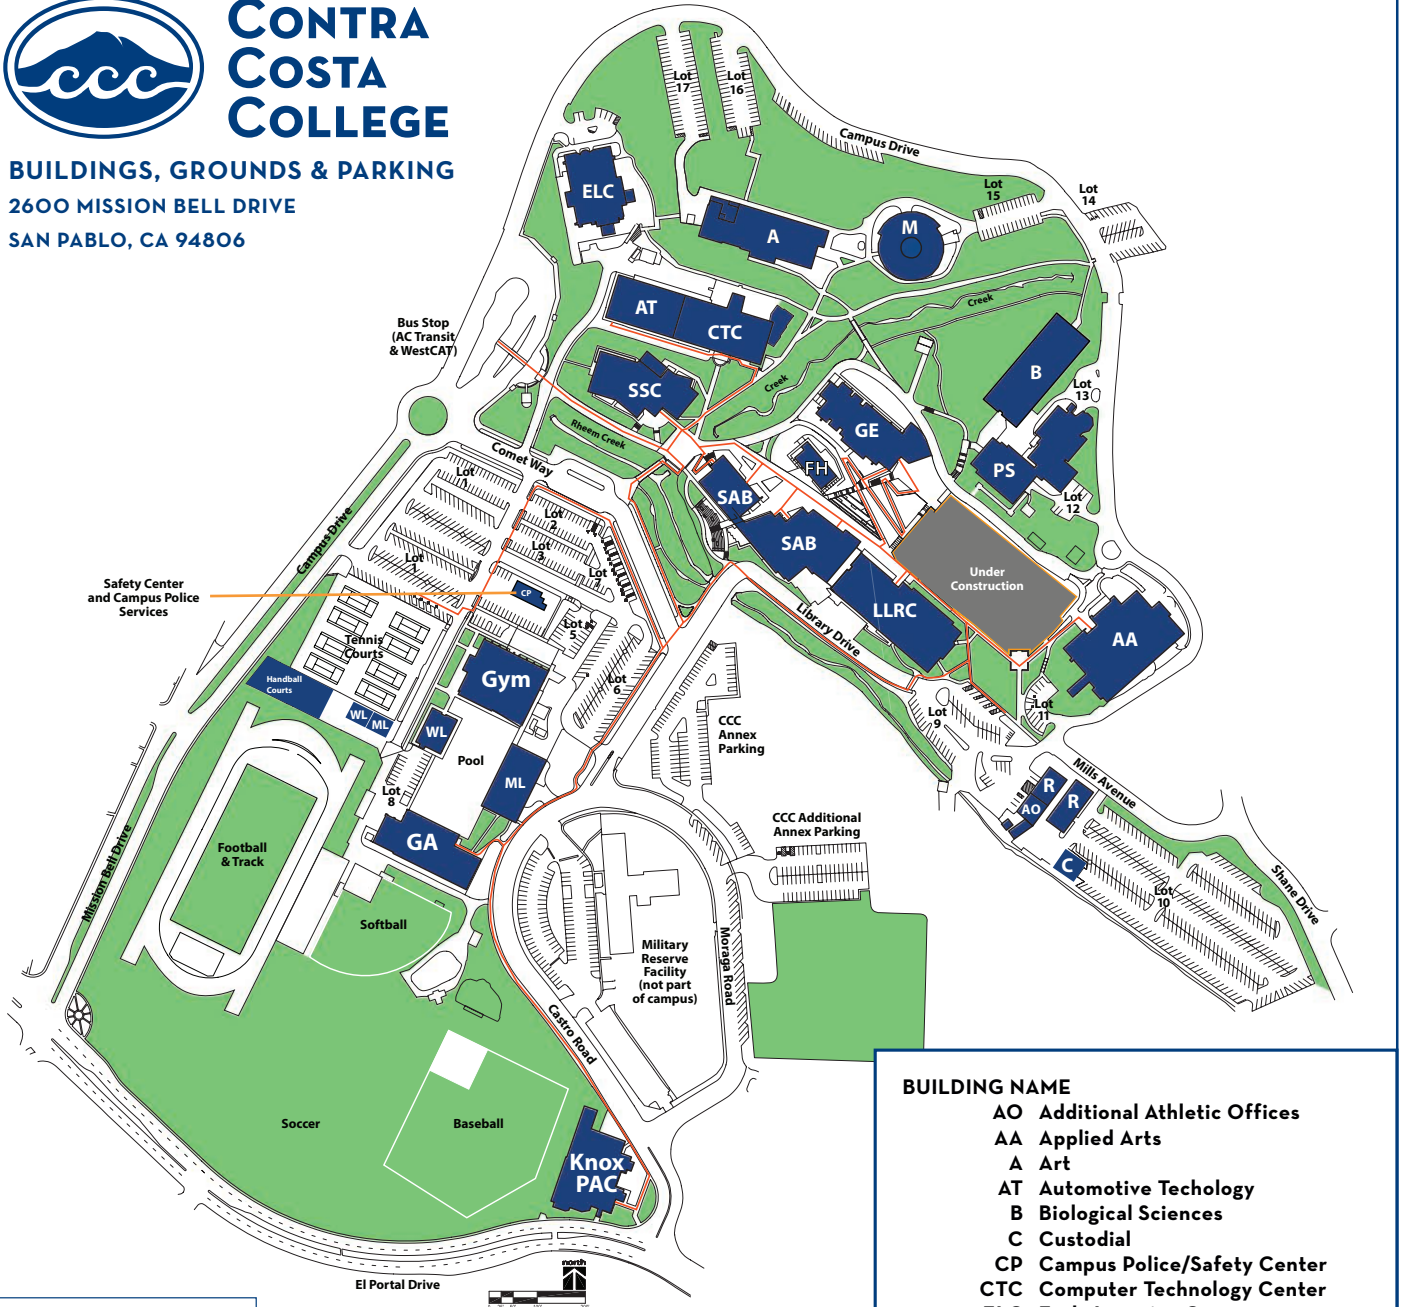 CONTRA
COSTA
COLLEGE
ccc
BUILDINGS, GROUNDS & PARKING
2600 MISSION BELL DRIVE
SAN PABLO, CA 94806
Lot
17
Lot
16
Campus Drive
ELC
Lot
15
Lot
14
A
M
AT
CTC
Creek
Bus Stop
(AC Transit
& WestCAT)
SSC
Creek
B
Lot
13
GE
Rheem Creek
Comet Way
FH
PS
Lot
1
SAB
Lot
12
Lot
2
Campus Drive
Lot
3
SAB
Lot
1
Lot
7
Under
Construction
Safety Center
and Campus Police
Services
CP
LLRC
Library Drive
Lot
5
Tennis
Courts
AA
Handball
Courts
Gym
Lot
6
WL
ML
WL
CCC
Annex
Parking
Lot
9
Lot
11
Pool
ML
Mills Avenue
Lot
8
R
R
AO
CCC Additional
Annex Parking
GA
Football
& Track
C
Mission Bell Drive
Lot
10
Shane Drive
Softball
Military
Reserve
Facility
(not part
of campus)
Moraga Road
Castro Road
Soccer
Baseball
Knox
PAC
El Portal Drive
north
BUILDING NAME
AO Additional Athletic Offices
AA Applied Arts
A Art
AT Automotive Techology
B Biological Sciences
C Custodial
CP Campus Police/Safety Center
CTC Computer Technology Center